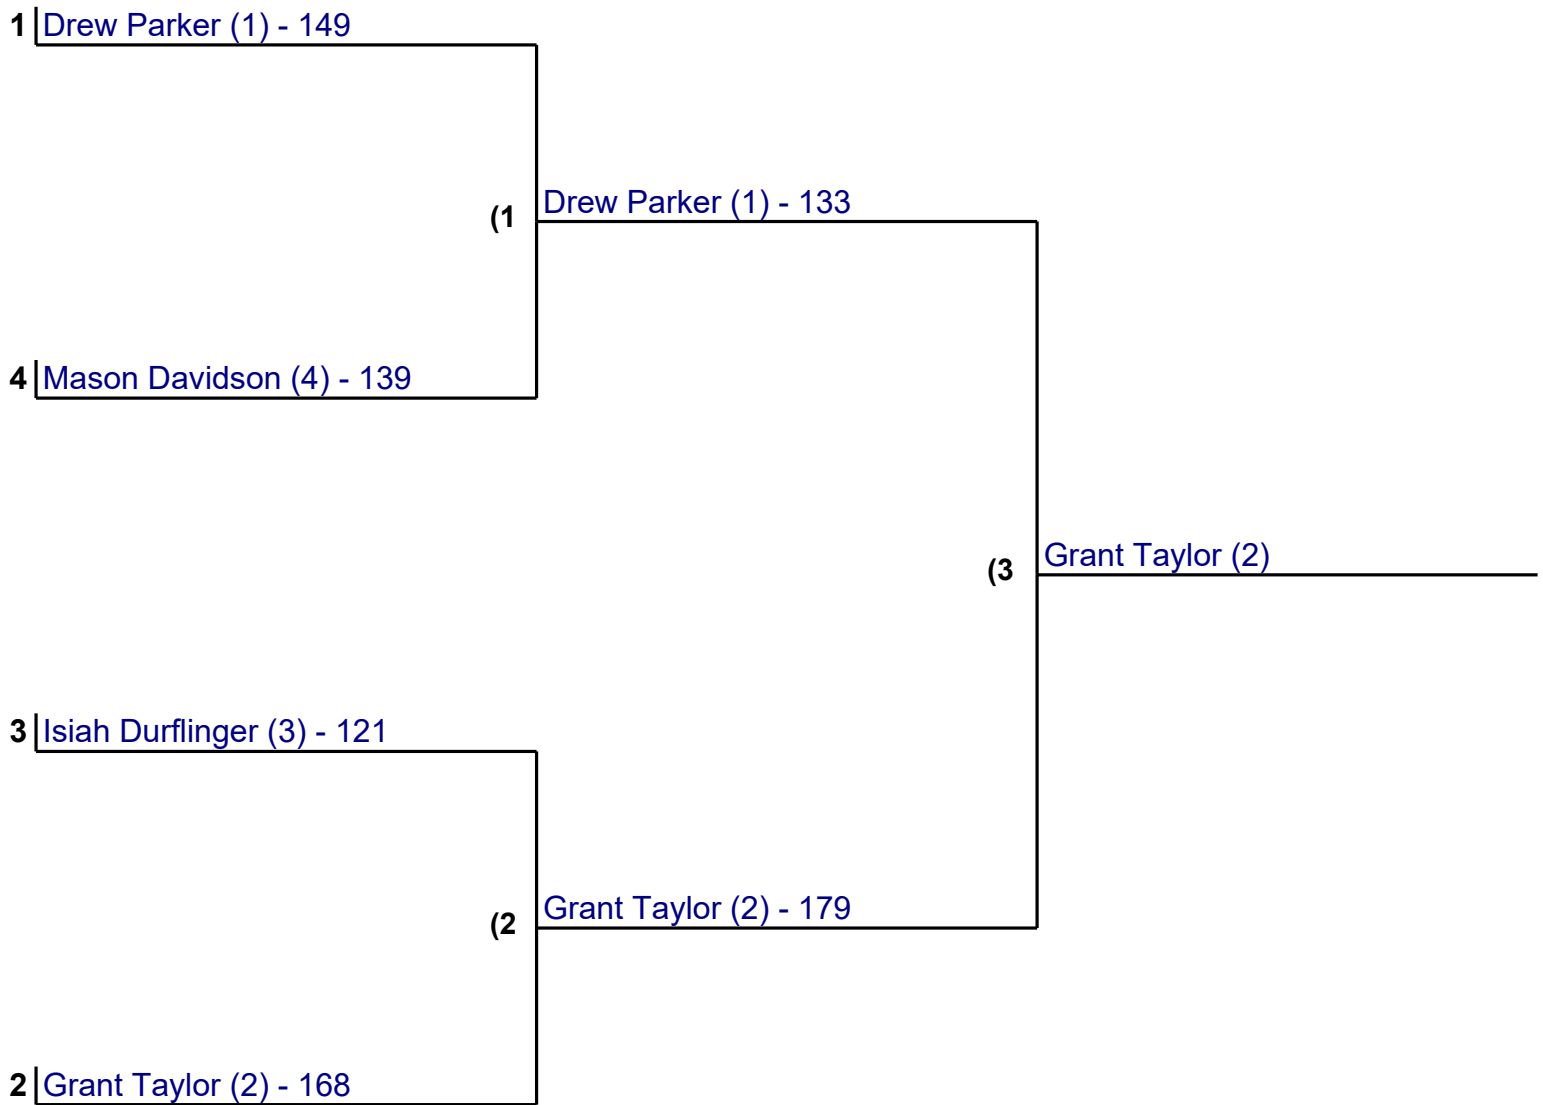 1 Drew Parker (1) - 149
(1 Drew Parker (1) - 133
4 Mason Davidson (4) - 139
(3 Grant Taylor (2)
3 Isiah Durflinger (3) - 121
(2 Grant Taylor (2) - 179
2 Grant Taylor (2) - 168